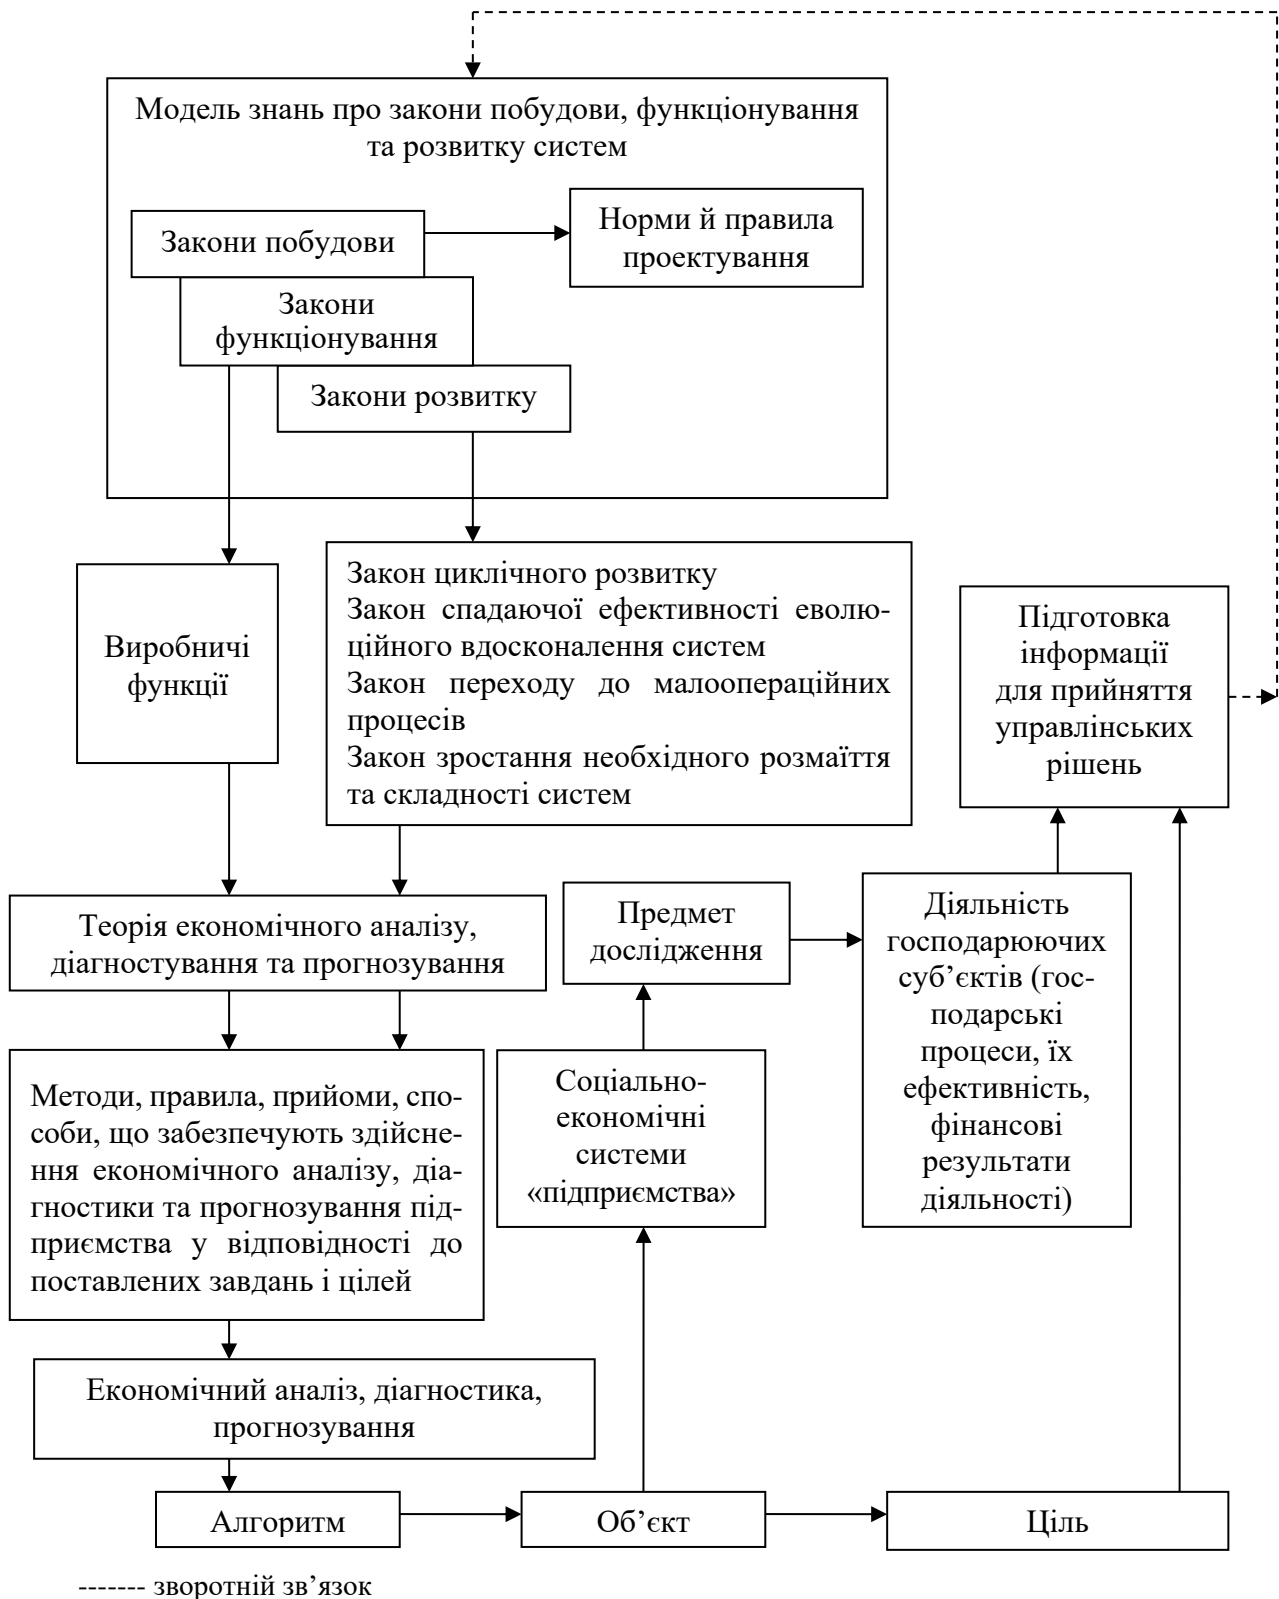 Модель знань про закони побудови, функціонування
та розвитку систем
Закони побудови
Норми й правила
проектування
Закони
функціонування
Закони розвитку
Виробничі
функції
Закон циклічного розвитку
Закон спадаючої ефективності еволю-
ційного вдосконалення систем
Закон переходу до малоопераційних
процесів
Закон зростання необхідного розмаїття
та складності систем
Підготовка
інформації
для прийняття
управлінських
рішень
Теорія економічного аналізу,
діагностування та прогнозування
Предмет
дослідження
Діяльність
господарюючих
суб’єктів (гос-
подарські
процеси, їх
ефективність,
фінансові
результати
діяльності)
Методи, правила, прийоми, спо-
соби, що забезпечують здійсне-
ння економічного аналізу, діа-
гностики та прогнозування під-
приємства у відповідності до
поставлених завдань і цілей
Соціально-
економічні
системи
«підприємства»
Економічний аналіз, діагностика,
прогнозування
Алгоритм
Об’єкт
Ціль
------- зворотній зв’язок